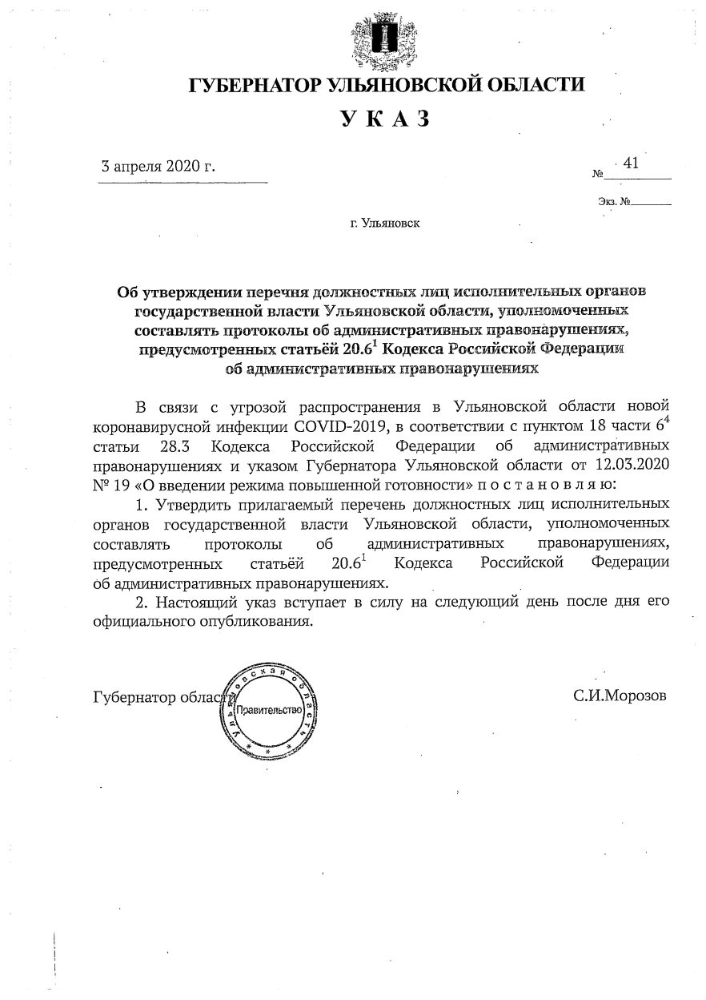 ГУБЕРНАТОР УЛЬЯНОВСКОЙ ОБЛАСТИ
У К А З
3 апреля 2020 г.
№ 41
Экз. №
г. Ульяновск
Об утверждении перечня должностных лиц исполнительных органов
государственной власти Ульяновской области, уполномоченных
составлять протоколы об административных правонарушениях,
предусмотренных статьёй 20.6¹ Кодекса Российской Федерации
об административных правонарушениях
В связи с угрозой распространения в Ульяновской области новой
коронавирусной инфекции COVID-2019, в соответствии с пунктом 18 части 6⁴
статьи 28.3 Кодекса Российской Федерации об административных
правонарушениях и указом Губернатора Ульяновской области от 12.03.2020
№ 19 «О введении режима повышенной готовности» п о с т а н о в л я ю:
1. Утвердить прилагаемый перечень должностных лиц исполнительных
органов государственной власти Ульяновской области, уполномоченных
составлять протоколы об административных правонарушениях,
предусмотренных статьёй 20.6¹ Кодекса Российской Федерации
об административных правонарушениях.
2. Настоящий указ вступает в силу на следующий день после дня его
официального опубликования.
Губернатор области
С.И.Морозов
Ульяновская область
Правительство
* * *